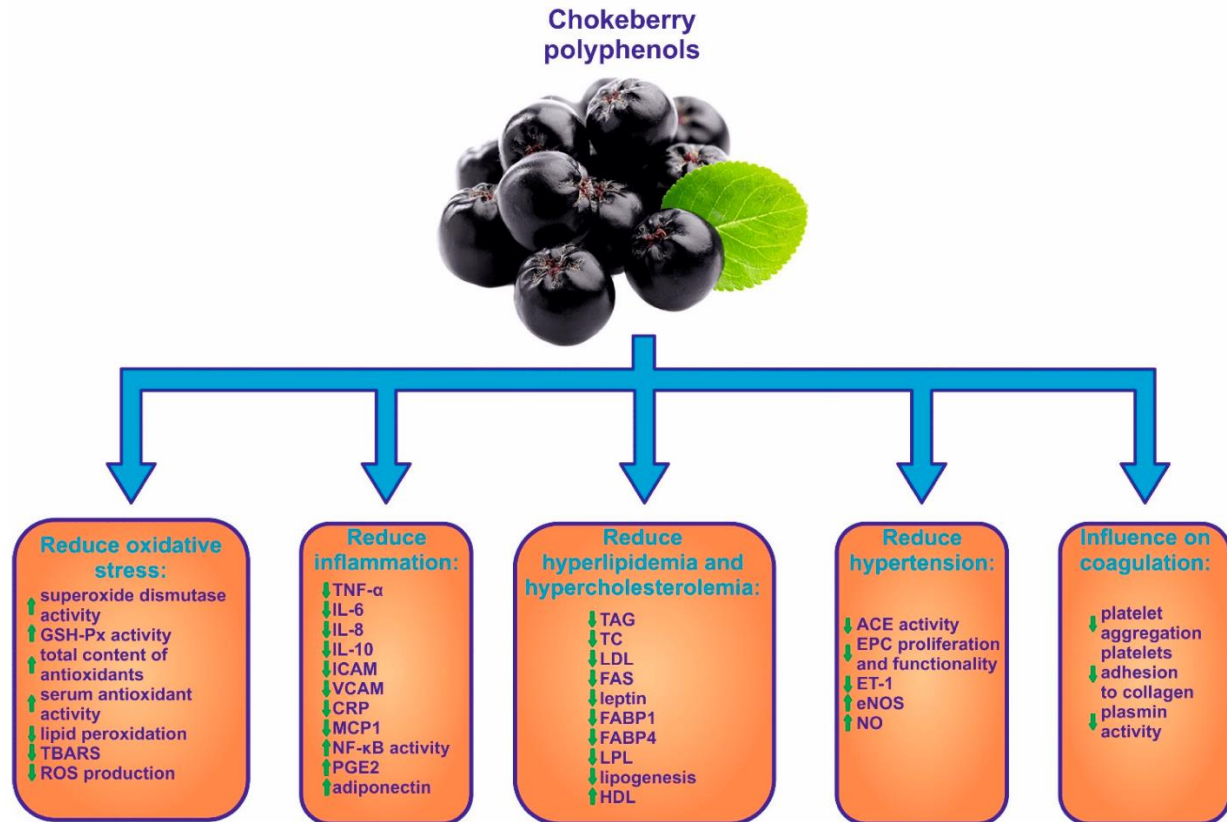 Chokeberry
polyphenols
Reduce oxidative
stress:
↑ superoxide dismutase
activity
↑ GSH-Px activity
↑ total content of
antioxidants
↑ serum antioxidant
activity
↓ lipid peroxidation
↓ TBARS
↓ ROS production
Reduce
inflammation:
↓ TNF-α
↓ IL-6
↓ IL-8
↓ IL-10
↓ ICAM
↓ VCAM
↓ CRP
↓ MCP1
↑ NF-κB activity
↑ PGE2
↑ adiponectin
Reduce
hyperlipidemia and
hypercholesterolemia:
↓ TAG
↓ TC
↓ LDL
↓ FAS
↓ leptin
↓ FABP1
↓ FABP4
↓ LPL
↓ lipogenesis
↑ HDL
Reduce
hypertension:
↓ ACE activity
↓ EPC proliferation
and functionality
↓ ET-1
↑ eNOS
↑ NO
Influence on
coagulation:
platelet
↓ aggregation
platelets
↓ adhesion
to collagen
↓ plasmin
activity